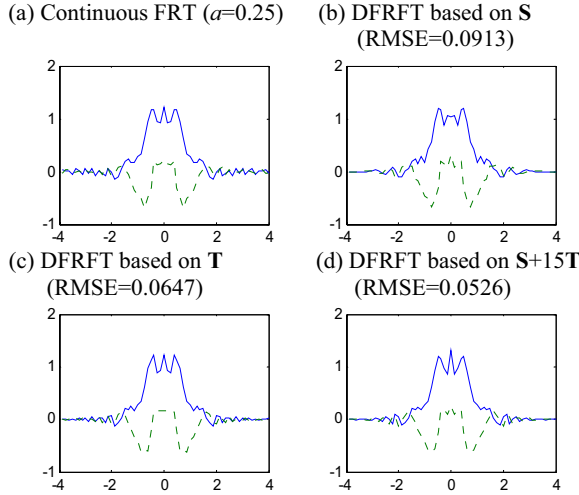 (a) Continuous FRT (a=0.25)
(b) DFRFT based on S
(RMSE=0.0913)
2
1
0
-1
-4 -2 0 2 4
2
1
0
-1
-4 -2 0 2 4
(c) DFRFT based on T
(RMSE=0.0647)
(d) DFRFT based on S+15T
(RMSE=0.0526)
2
1
0
-1
-4 -2 0 2 4
2
1
0
-1
-4 -2 0 2 4